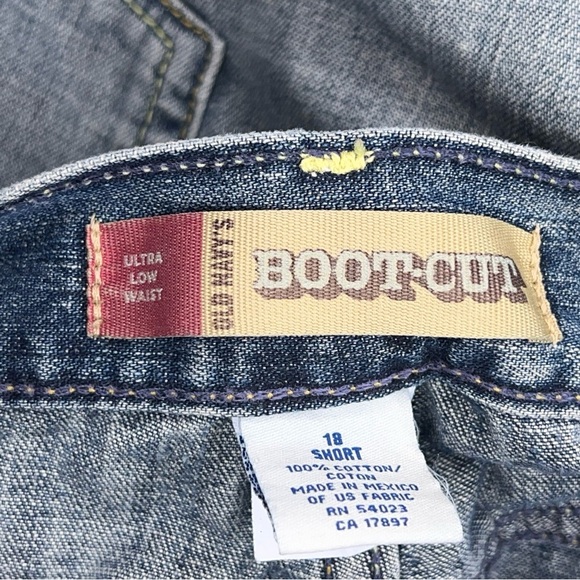 ULTRA
LOW
WAIST
OLD NAVY'S
BOOT-CUT
18
SHORT
100% COTTON/
COTON
MADE IN MEXICO
OF US FABRIC
RN 54023
CA 17897